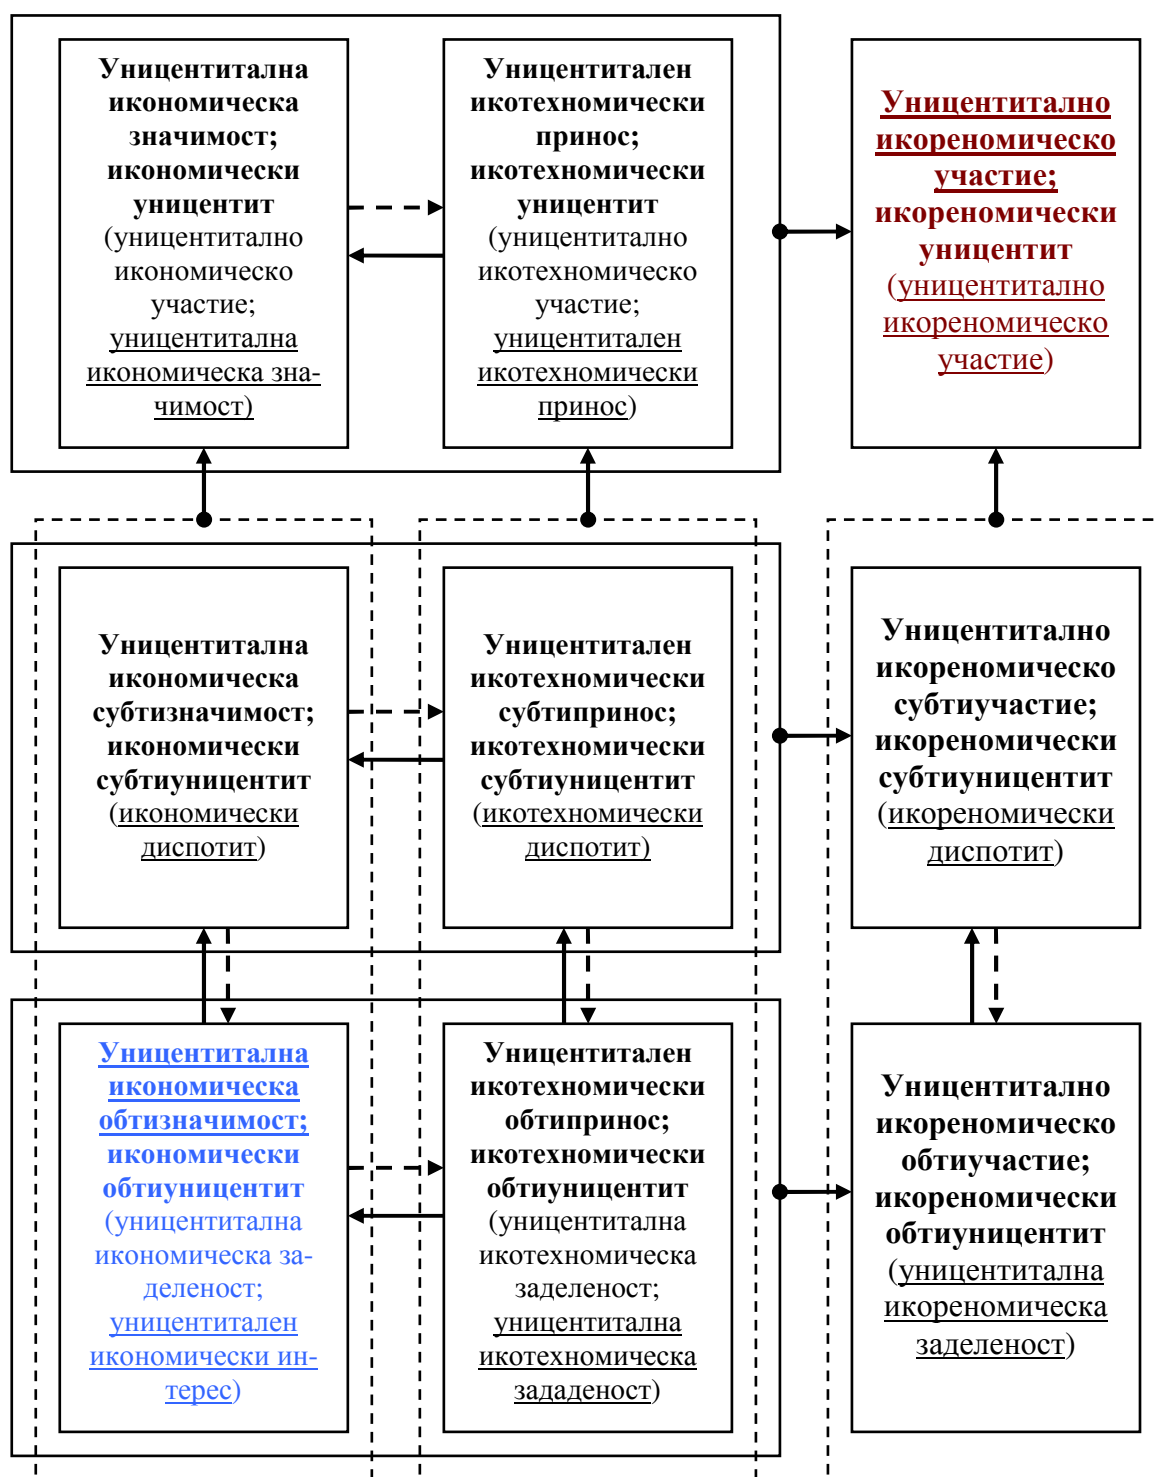 Уницентитална
икономическа
значимост;
икономически
уницентит
(уницентитално
икономическо
участие;
уницентитална
икономическа зна-
чимост)
Уницентитален
икотехномически
принос;
икотехномически
уницентит
(уницентитално
икотехномическо
участие;
уницентитален
икотехномически
принос)
Уницентитално
икореномическо
участие;
икореномически
уницентит
(уницентитално
икореномическо
участие)
Уницентитална
икономическа
субтизначимост;
икономически
субтиуницентит
(икономически
диспотит)
Уницентитален
икотехномически
субтипринос;
икотехномически
субтиуницентит
(икотехномически
диспотит)
Уницентитално
икореномическо
субтиучастие;
икореномически
субтиуницентит
(икореномически
диспотит)
Уницентитална
икономическа
обтизначимост;
икономически
обтиуницентит
(уницентитална
икономическа за-
деленост;
уницентитален
икономически ин-
терес)
Уницентитален
икотехномически
обтипринос;
икотехномически
обтиуницентит
(уницентитална
икотехномическа
заделеност;
уницентитална
икотехномическа
зададеност)
Уницентитално
икореномическо
обтиучастие;
икореномически
обтиуницентит
(уницентитална
икореномическа
заделеност)